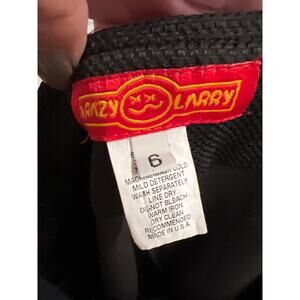 KRAZY LARRY
6
MACHINE WASH COLD
MILD DETERGENT
WASH SEPARATELY
LINE DRY
DO NOT BLEACH
WARM IRON
DRY CLEAN
RECOMMENDED
MADE IN U.S.A.